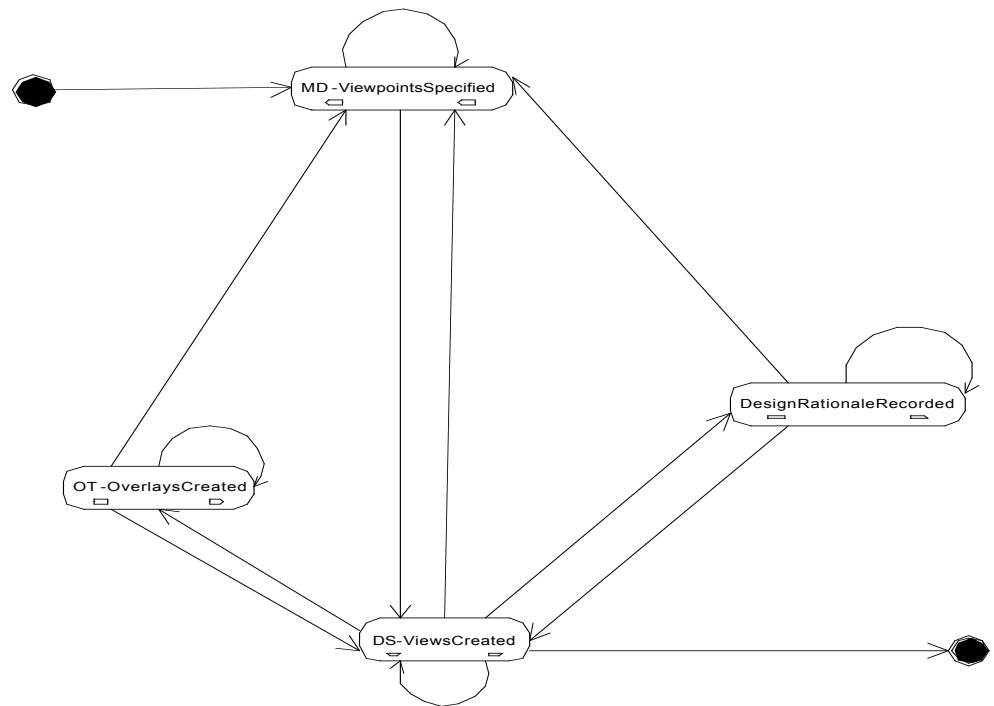 MD-ViewpointsSpecified
DesignRationaleRecorded
OT-OverlaysCreated
DS-ViewsCreated